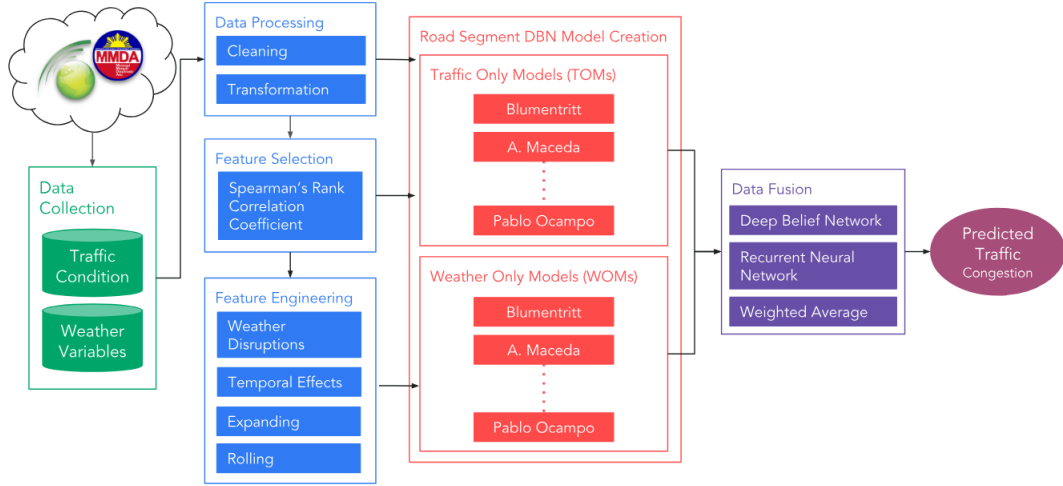 MMDA
Data
Collection
Traffic
Condition
Weather
Variables
Data Processing
Cleaning
Transformation
Feature Selection
Spearman's Rank
Correlation
Coefficient
Feature Engineering
Weather
Disruptions
Temporal Effects
Expanding
Rolling
Road Segment DBN Model Creation
Traffic Only Models (TOMs)
Blumentritt
A. Maceda
Pablo Ocampo
Weather Only Models (WOMs)
Blumentritt
A. Maceda
Pablo Ocampo
Data Fusion
Deep Belief Network
Recurrent Neural
Network
Weighted Average
Predicted
Traffic
Congestion